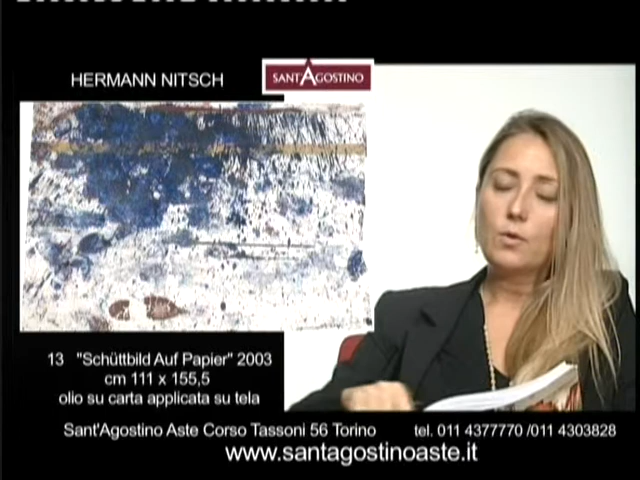 HERMANN NITSCH
SANT'AGOSTINO
13 "Schüttbild Auf Papier" 2003
cm 111 x 155,5
olio su carta applicata su tela
Sant'Agostino Aste Corso Tassoni 56 Torino tel. 011 4377770 /011 4303828
www.santagostinoaste.it